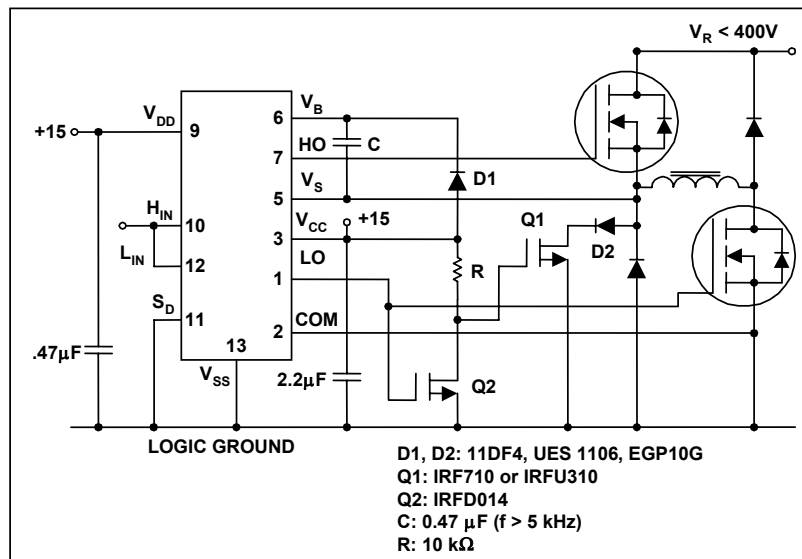 V_R < 400V
V_B
6
V_DD
+15
9
HO
C
7
V_S
D1
5
H_IN
V_CC
+15
10
Q1
L_IN
3
D2
LO
12
R
1
S_D
11
COM
2
.47μF
13
V_SS
2.2μF
Q2
LOGIC GROUND
D1, D2: 11DF4, UES 1106, EGP10G
Q1: IRF710 or IRFU310
Q2: IRFD014
C: 0.47 μF (f > 5 kHz)
R: 10 kΩ